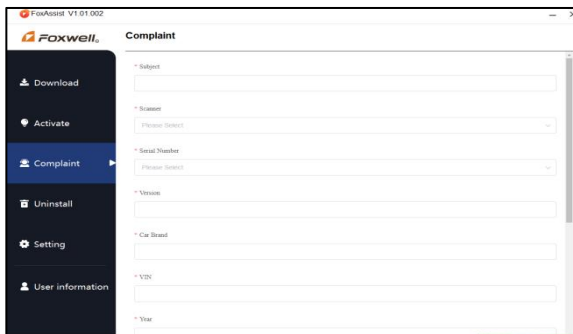 FoxAssist V1.01.002
FOXWELL
Complaint
Download
Activate
Complaint
Uninstall
Setting
User information
* Subject
* Scanner
Please Select
* Serial Number
Please Select
* Version
* Car Brand
* VIN
* Year